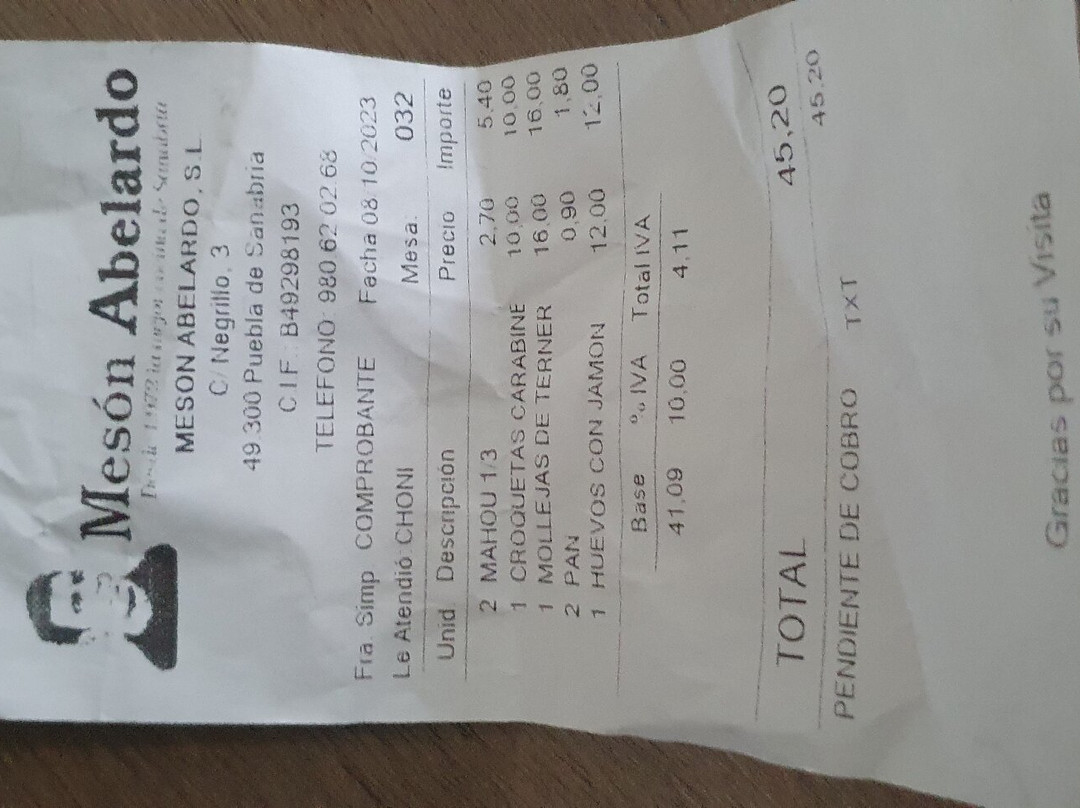 Mesón Abelardo
Desde 1972
MESON ABELARDO, S.L.
C/ Negrillo, 3
49.300 Puebla de Sanabria
C.I.F.: B49298193
TELEFONO: 980 62 02 68
Fra. Simp COMPROBANTE Fecha 08/10/2023
Le Atendió: CHONI Mesa: 032
Unid Descripción Precio Importe
2 MAHOU 1/3 2,70 5,40
1 CROQUETAS CARABINE 10,00 10,00
1 MOLLEJAS DE TERNER 16,00 16,00
2 PAN 0,90 1,80
1 HUEVOS CON JAMON 12,00 12,00
Base % IVA Total IVA
41,09 10,00 4,11
TOTAL 45,20
PENDIENTE DE COBRO TXT 45,20
Gracias por su Visita